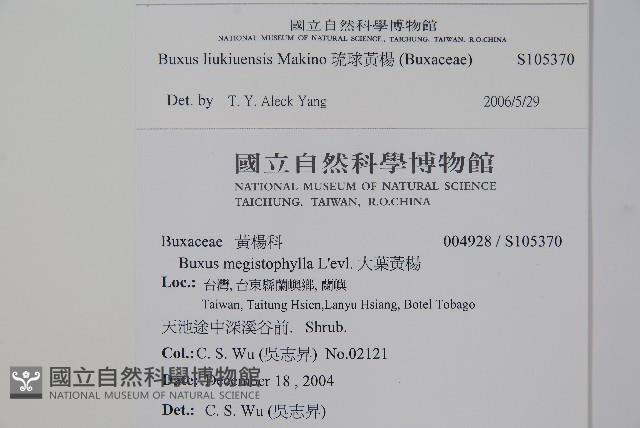 國立自然科學博物館
NATIONAL MUSEUM OF NATURAL SCIENCE, TAICHUNG, TAIWAN, R.O.CHINA
Buxus liukiuensis Makino 琉球黃楊 (Buxaceae) S105370
Det. by T. Y. Aleck Yang 2006/5/29
國立自然科學博物館
NATIONAL MUSEUM OF NATURAL SCIENCE
TAICHUNG, TAIWAN, R.O.CHINA
Buxaceae 黃楊科 004928 / S105370
Buxus megistophylla L'evl. 大葉黃楊
Loc.: 台灣, 台東縣蘭嶼鄉, 蘭嶼
Taiwan, Taitung Hsien,Lanyu Hsiang, Botel Tobago
天池途中深溪谷前. Shrub.
Col.: C. S. Wu (吳志昇) No.02121
Date: December 18 , 2004
Det.: C. S. Wu (吳志昇)
國立自然科學博物館
NATIONAL MUSEUM OF NATURAL SCIENCE